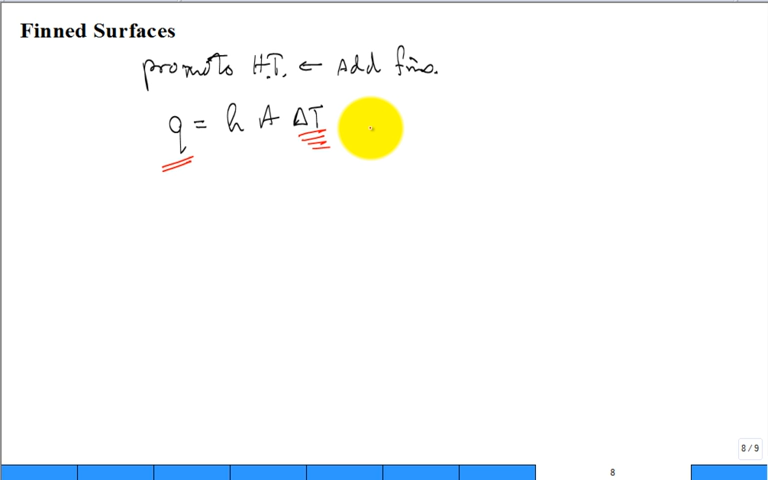 Finned Surfaces
promote H.T. ← Add fins.
q = h A ΔT
8 / 9
8